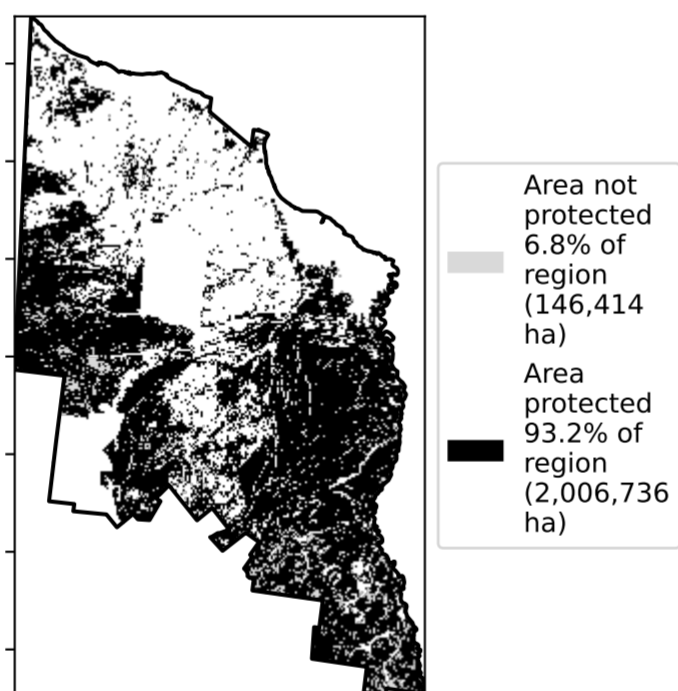 Area not
protected
6.8% of
region
(146,414
ha)
Area
protected
93.2% of
region
(2,006,736
ha)